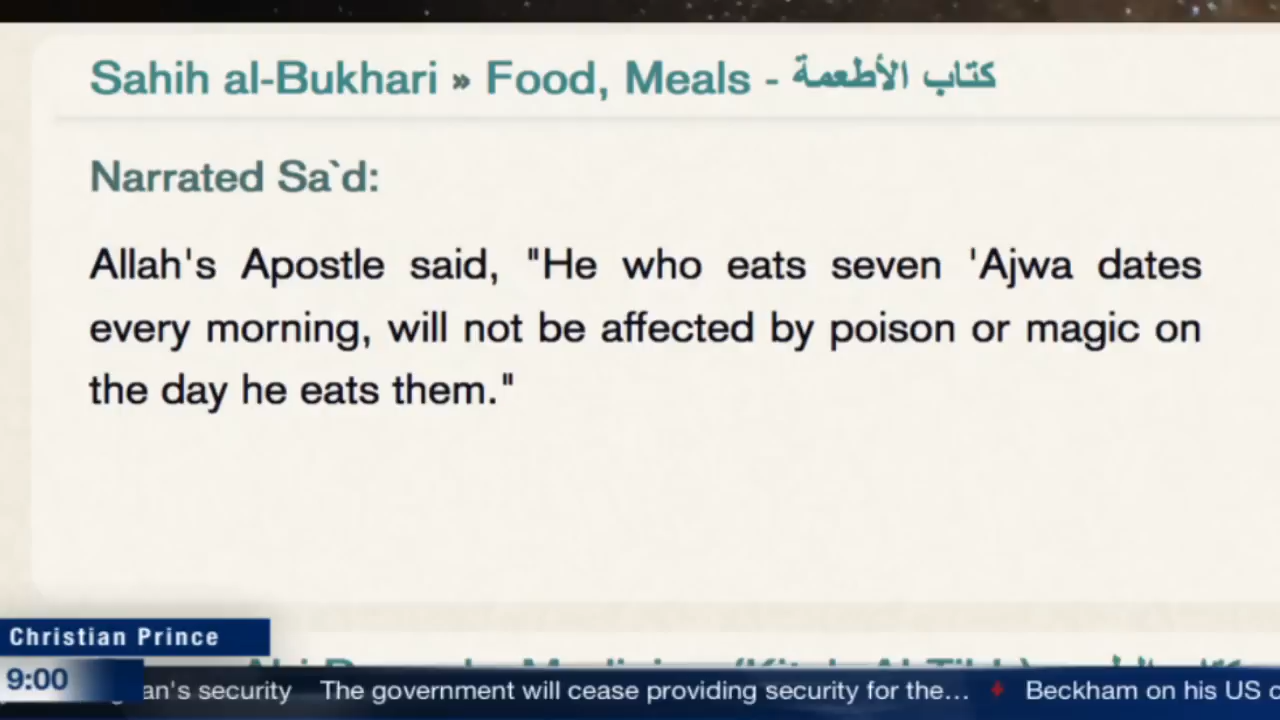 Sahih al-Bukhari » Food, Meals - كتاب الأطعمة
Narrated Sa`d:
Allah's Apostle said, "He who eats seven 'Ajwa dates
every morning, will not be affected by poison or magic on
the day he eats them."
Christian Prince
9:00 an's security The government will cease providing security for the... Beckham on his US